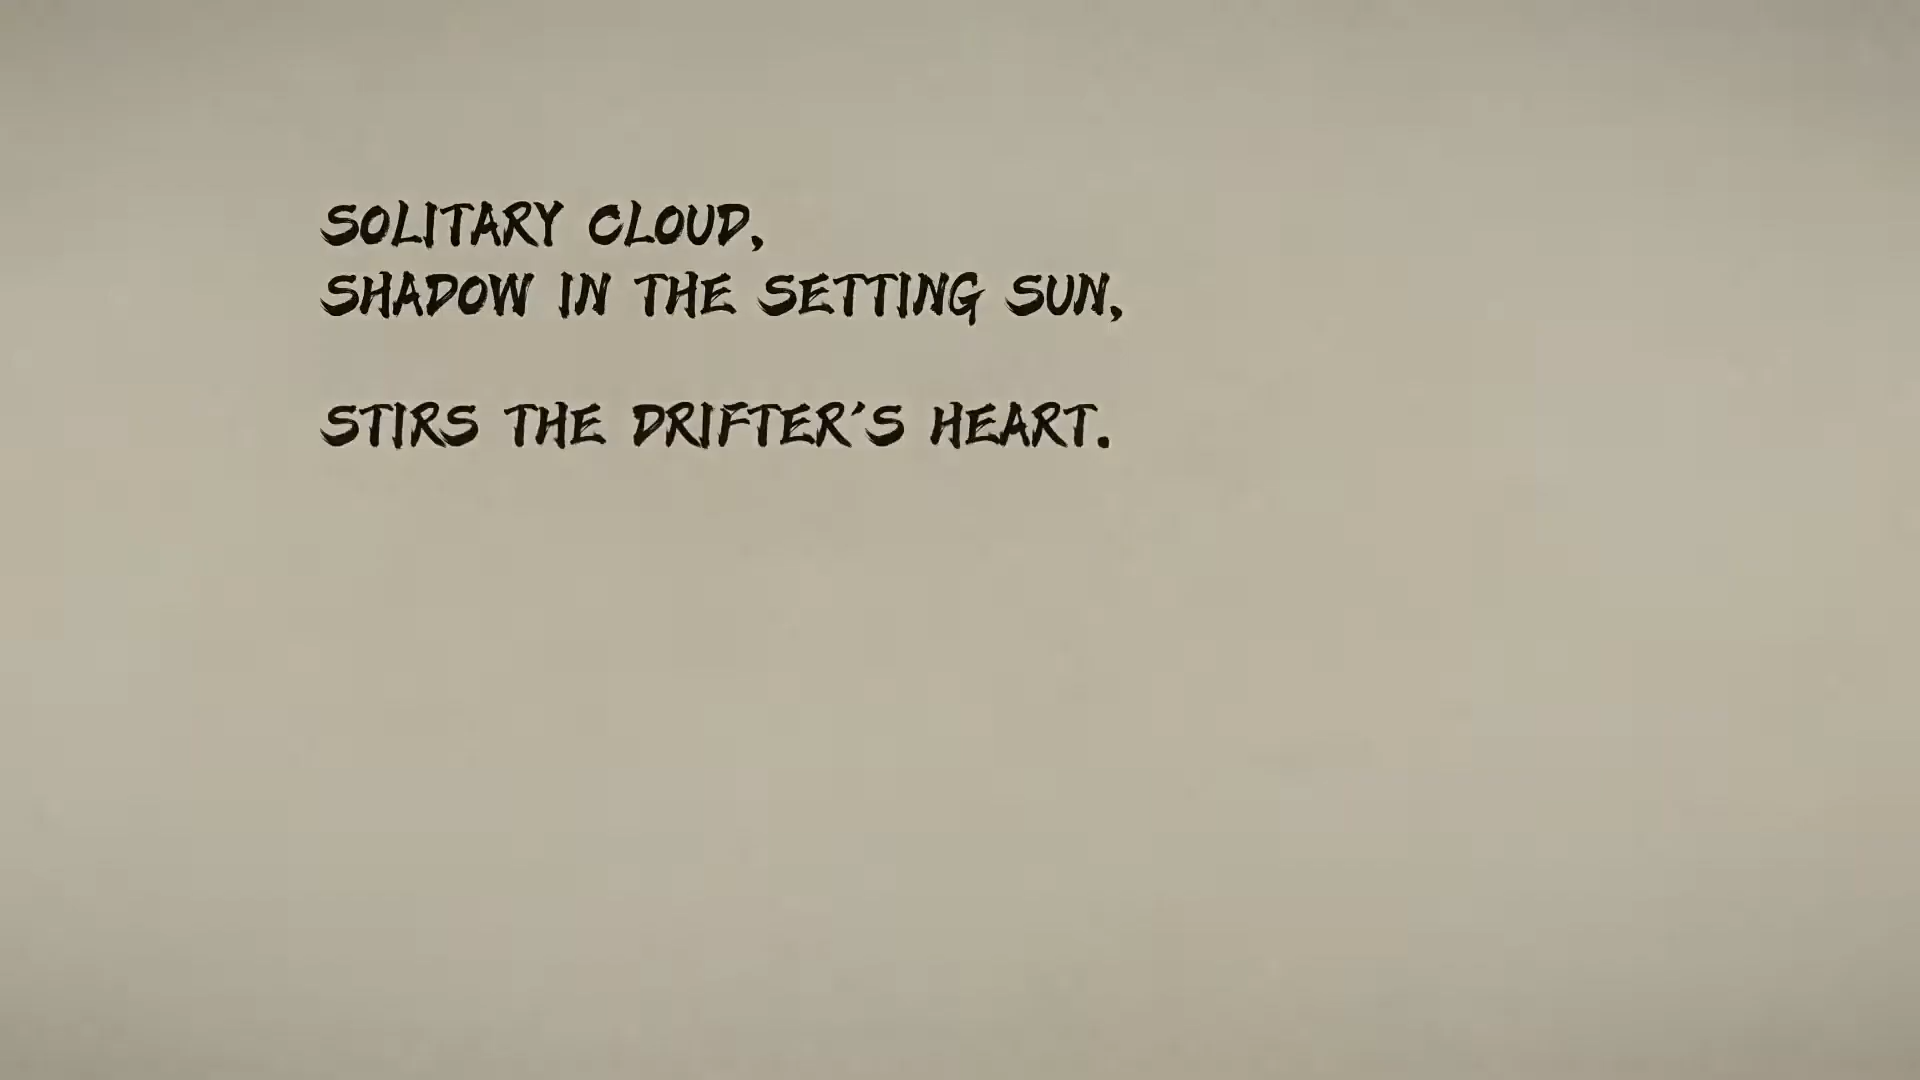 SOLITARY CLOUD,
SHADOW IN THE SETTING SUN,
STIRS THE DRIFTER'S HEART.